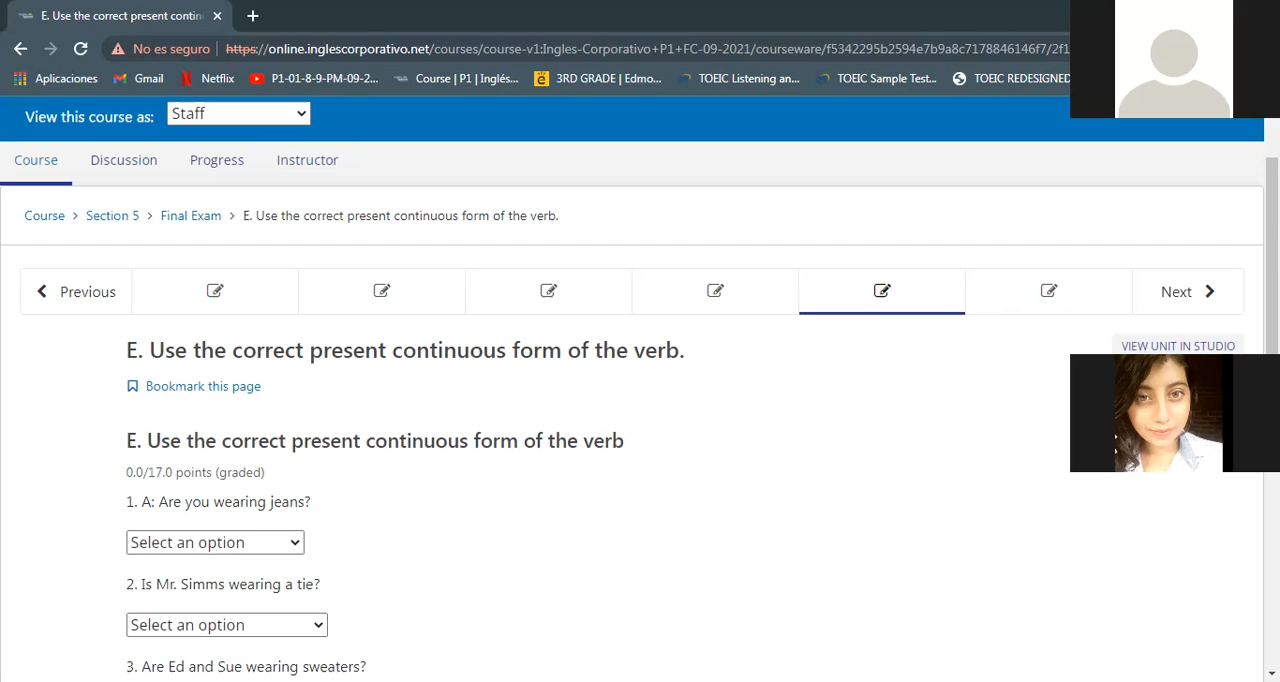 E. Use the correct present contin
No es seguro
https://online.inglescorporativo.net/courses/course-v1:Ingles-Corporativo+P1+FC-09-2021/courseware/f5342295b2594e7b9a8c7178846146f7/2f1
Aplicaciones Gmail Netflix P1-01-8-9-PM-09-2... Course | P1 | Inglés... 3RD GRADE | Edmo... TOEIC Listening an... TOEIC Sample Test... TOEIC REDESIGNED
View this course as: Staff
Course Discussion Progress Instructor
Course > Section 5 > Final Exam > E. Use the correct present continuous form of the verb.
Previous Next
E. Use the correct present continuous form of the verb.
VIEW UNIT IN STUDIO
Bookmark this page
E. Use the correct present continuous form of the verb
0.0/17.0 points (graded)
1. A: Are you wearing jeans?
Select an option
2. Is Mr. Simms wearing a tie?
Select an option
3. Are Ed and Sue wearing sweaters?